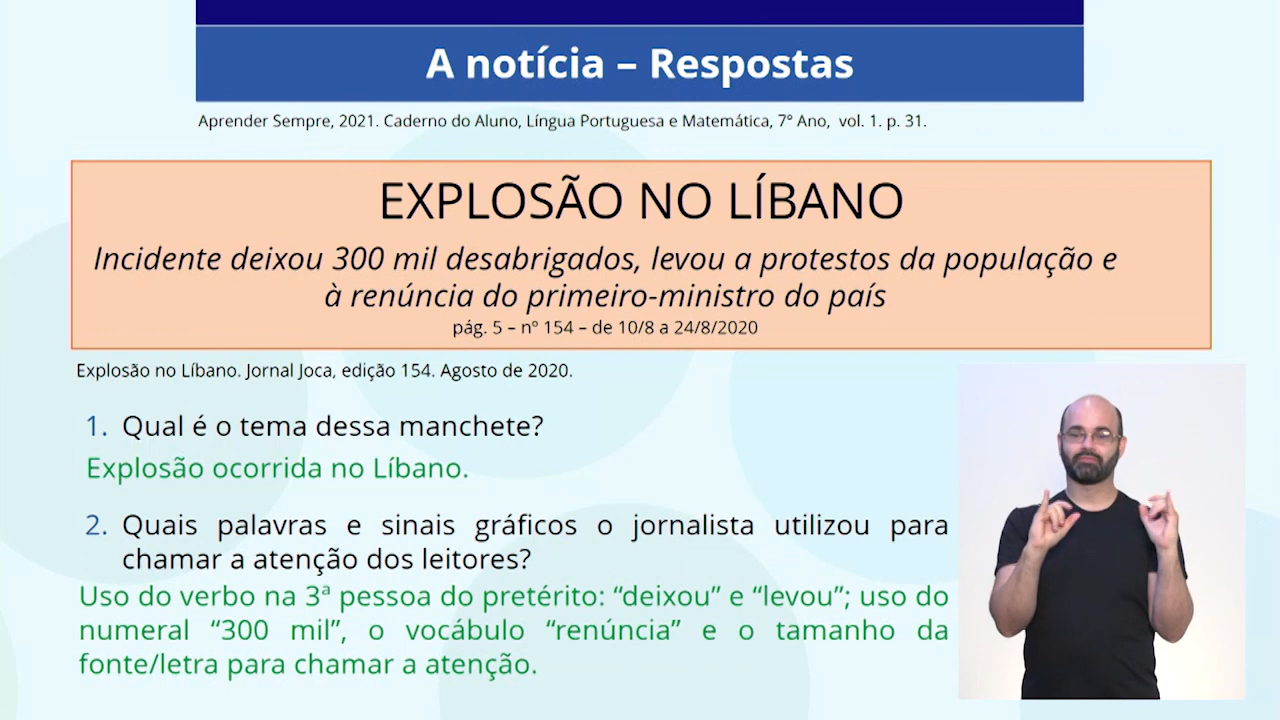 A notícia – Respostas
Aprender Sempre, 2021. Caderno do Aluno, Língua Portuguesa e Matemática, 7º Ano, vol. 1. p. 31.
EXPLOSÃO NO LÍBANO
Incidente deixou 300 mil desabrigados, levou a protestos da população e
à renúncia do primeiro-ministro do país
pág. 5 – nº 154 – de 10/8 a 24/8/2020
Explosão no Líbano. Jornal Joca, edição 154. Agosto de 2020.
1. Qual é o tema dessa manchete?
Explosão ocorrida no Líbano.
2. Quais palavras e sinais gráficos o jornalista utilizou para
chamar a atenção dos leitores?
Uso do verbo na 3ª pessoa do pretérito: “deixou” e “levou”; uso do
numeral “300 mil”, o vocábulo “renúncia” e o tamanho da
fonte/letra para chamar a atenção.